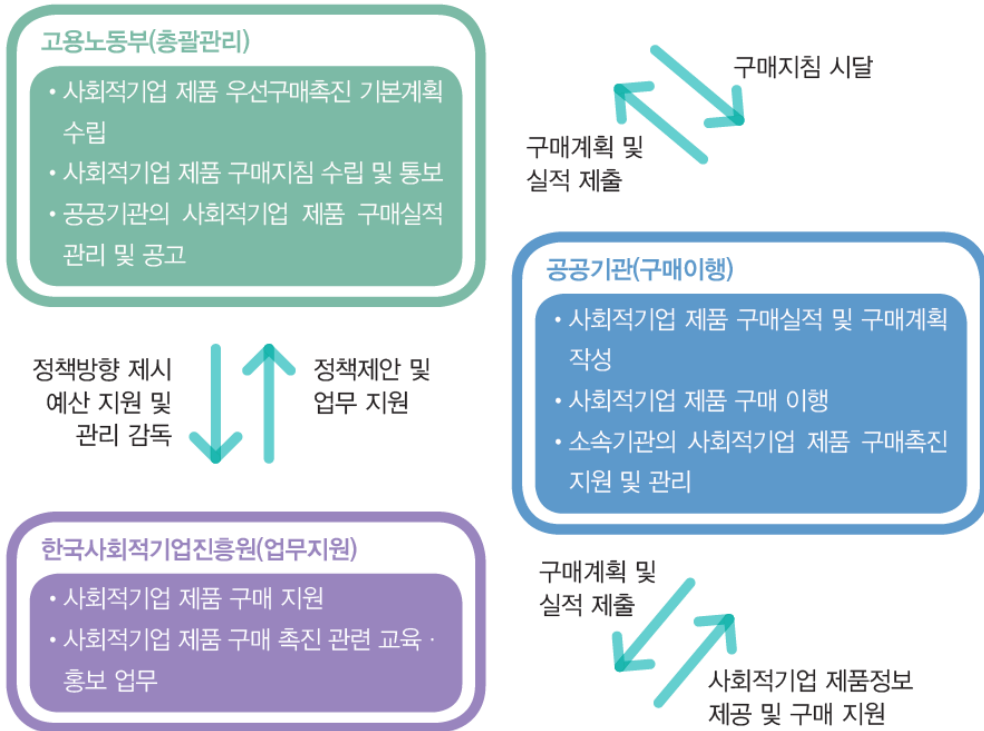 고용노동부(총괄관리)
• 사회적기업 제품 우선구매촉진 기본계획
수립
• 사회적기업 제품 구매지침 수립 및 통보
• 공공기관의 사회적기업 제품 구매실적
관리 및 공고
구매지침 시달
구매계획 및
실적 제출
공공기관(구매이행)
• 사회적기업 제품 구매실적 및 구매계획
작성
• 사회적기업 제품 구매 이행
• 소속기관의 사회적기업 제품 구매촉진
지원 및 관리
정책방향 제시
예산 지원 및
관리 감독
정책제안 및
업무 지원
한국사회적기업진흥원(업무지원)
• 사회적기업 제품 구매 지원
• 사회적기업 제품 구매 촉진 관련 교육 ·
홍보 업무
구매계획 및
실적 제출
사회적기업 제품정보
제공 및 구매 지원